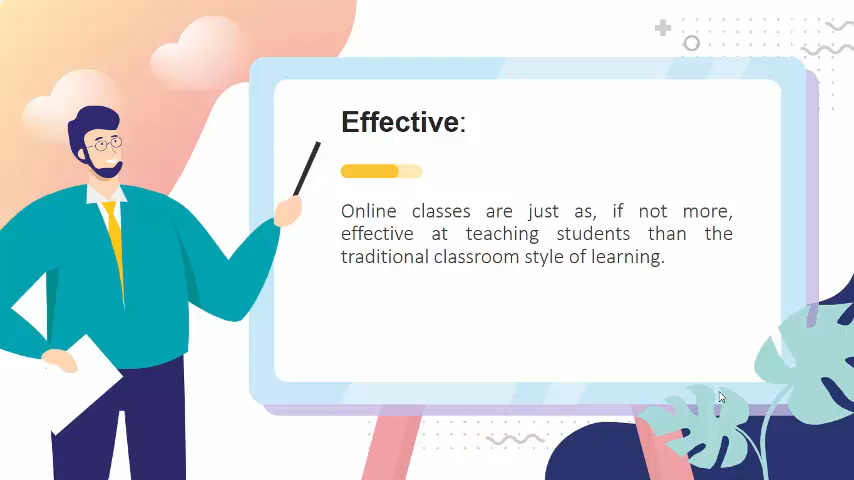 Effective:
Online classes are just as, if not more,
effective at teaching students than the
traditional classroom style of learning.